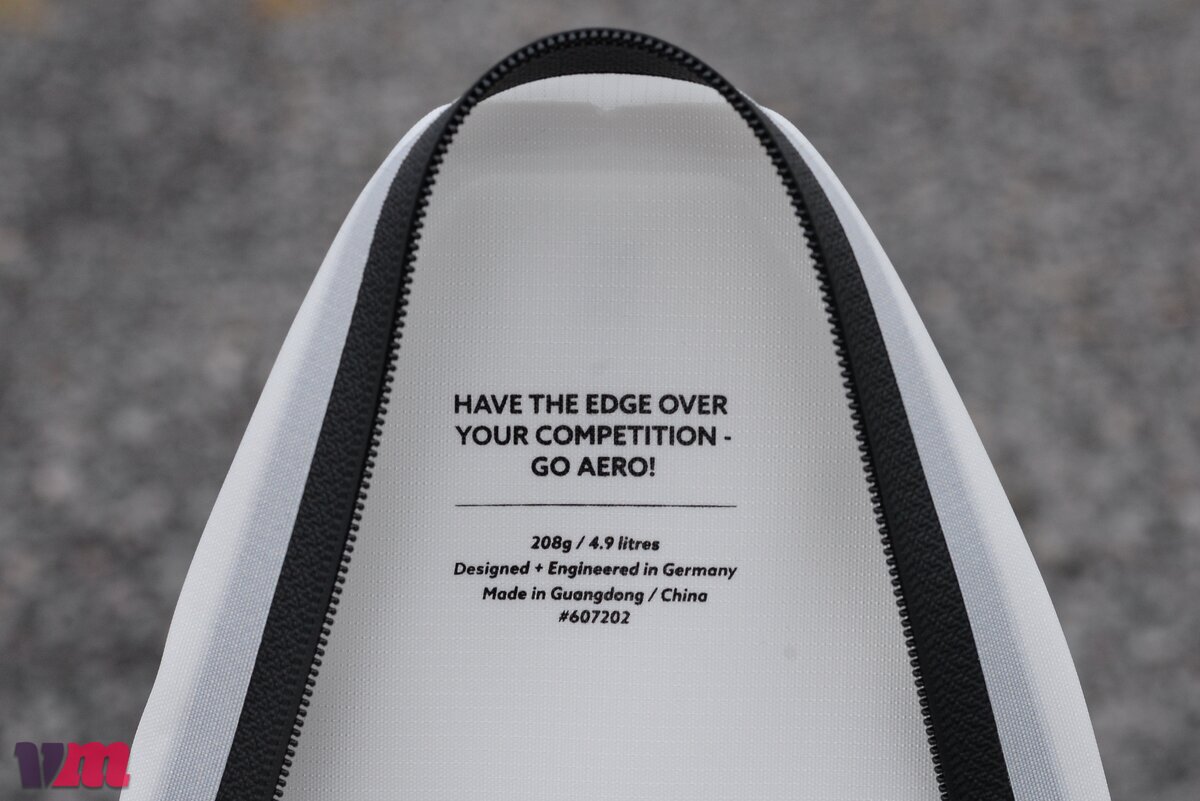 HAVE THE EDGE OVER
YOUR COMPETITION -
GO AERO!
208g / 4.9 litres
Designed + Engineered in Germany
Made in Guangdong / China
#607202
vm